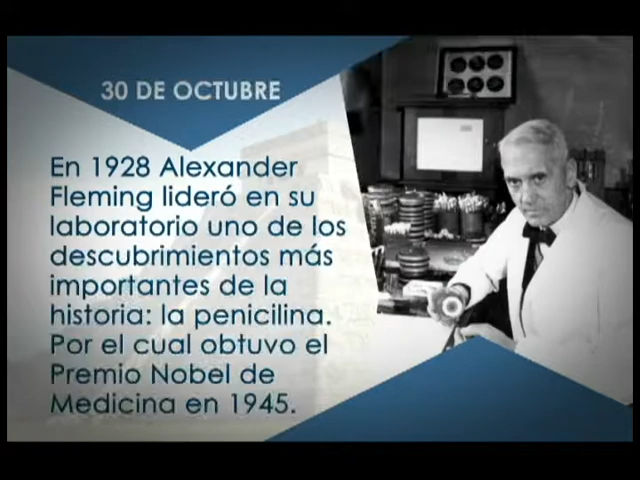 30 DE OCTUBRE
En 1928 Alexander
Fleming lideró en su
laboratorio uno de los
descubrimientos más
importantes de la
historia: la penicilina.
Por el cual obtuvo el
Premio Nobel de
Medicina en 1945.